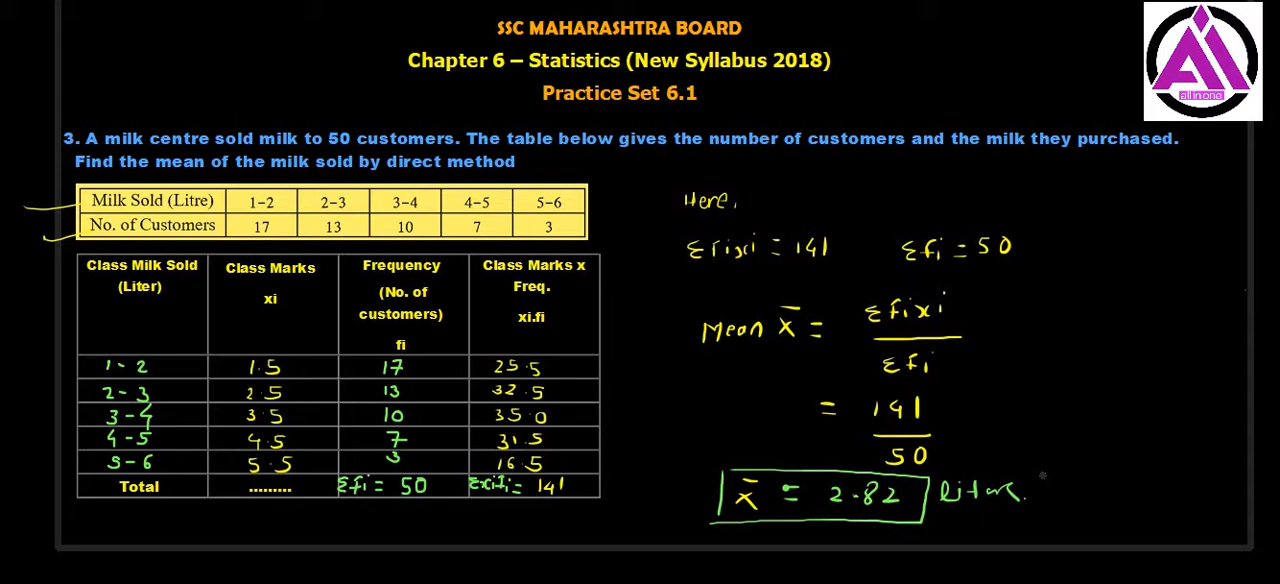 SSC MAHARASHTRA BOARD
Chapter 6 – Statistics (New Syllabus 2018)
Practice Set 6.1
all in one
3. A milk centre sold milk to 50 customers. The table below gives the number of customers and the milk they purchased.
Find the mean of the milk sold by direct method
Milk Sold (Litre) 1-2 2-3 3-4 4-5 5-6
No. of Customers 17 13 10 7 3
Class Milk Sold (Liter) Class Marks xi Frequency (No. of customers) fi Class Marks x Freq. xi.fi
1-2 1.5 17 25.5
2-3 2.5 13 32.5
3-4 3.5 10 35.0
4-5 4.5 7 31.5
5-6 5.5 3 16.5
Total ......... Σfi = 50 Σxifi = 141
Here,
Σfixi = 141 Σfi = 50
Mean x̄ = Σfixi
Σfi
= 141
50
x̄ = 2.82